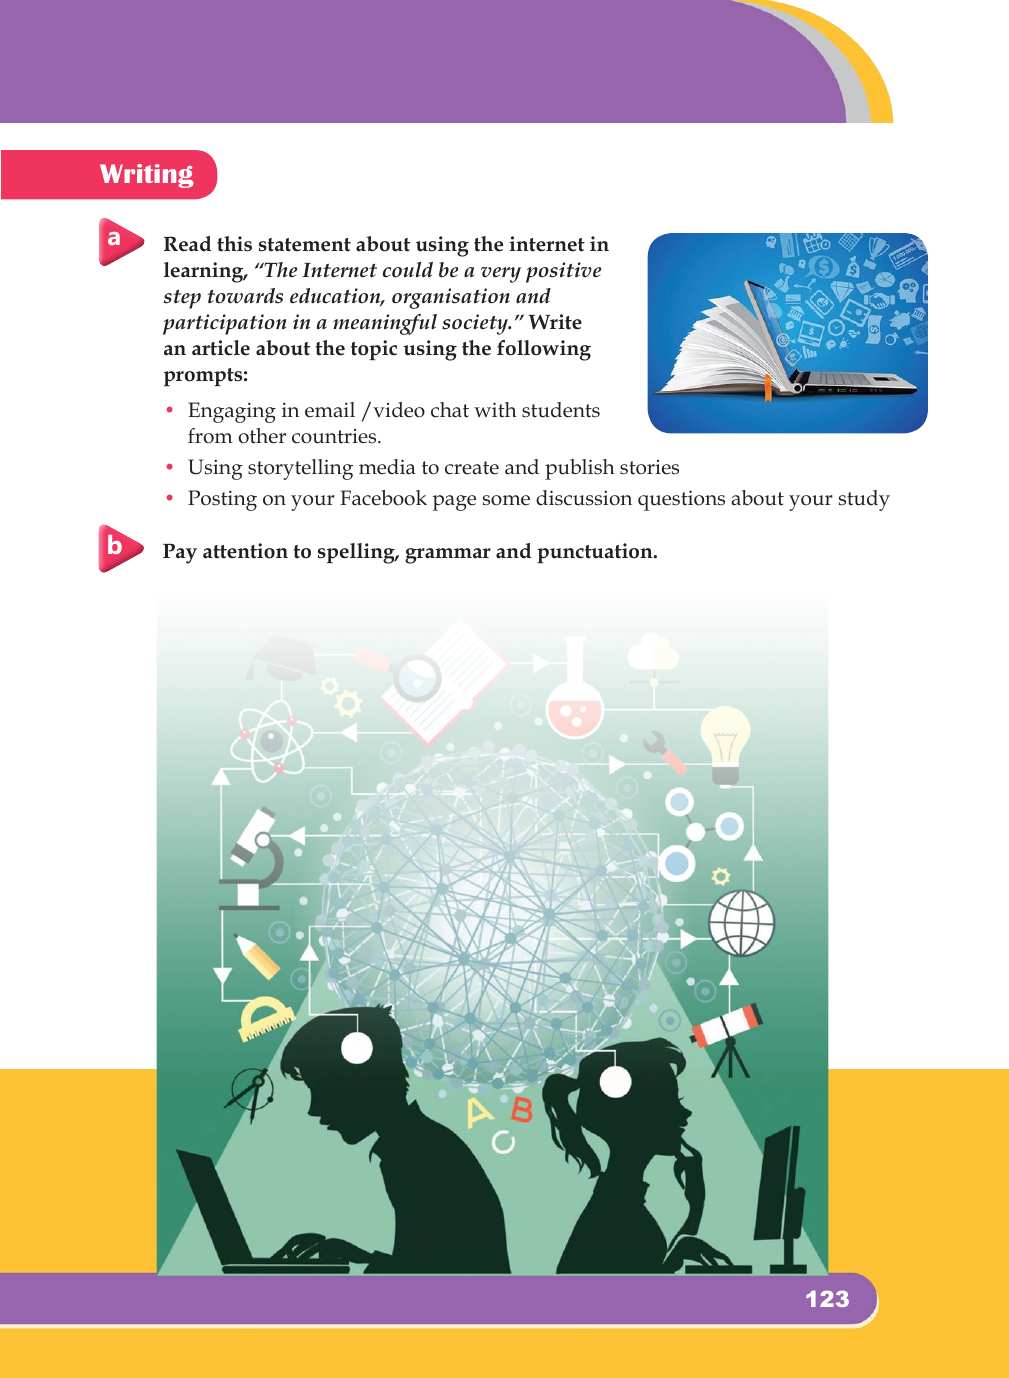 Writing
a
Read this statement about using the internet in
learning, “The Internet could be a very positive
step towards education, organisation and
participation in a meaningful society.” Write
an article about the topic using the following
prompts:
• Engaging in email /video chat with students
from other countries.
• Using storytelling media to create and publish stories
• Posting on your Facebook page some discussion questions about your study
b
Pay attention to spelling, grammar and punctuation.
A B
C
123